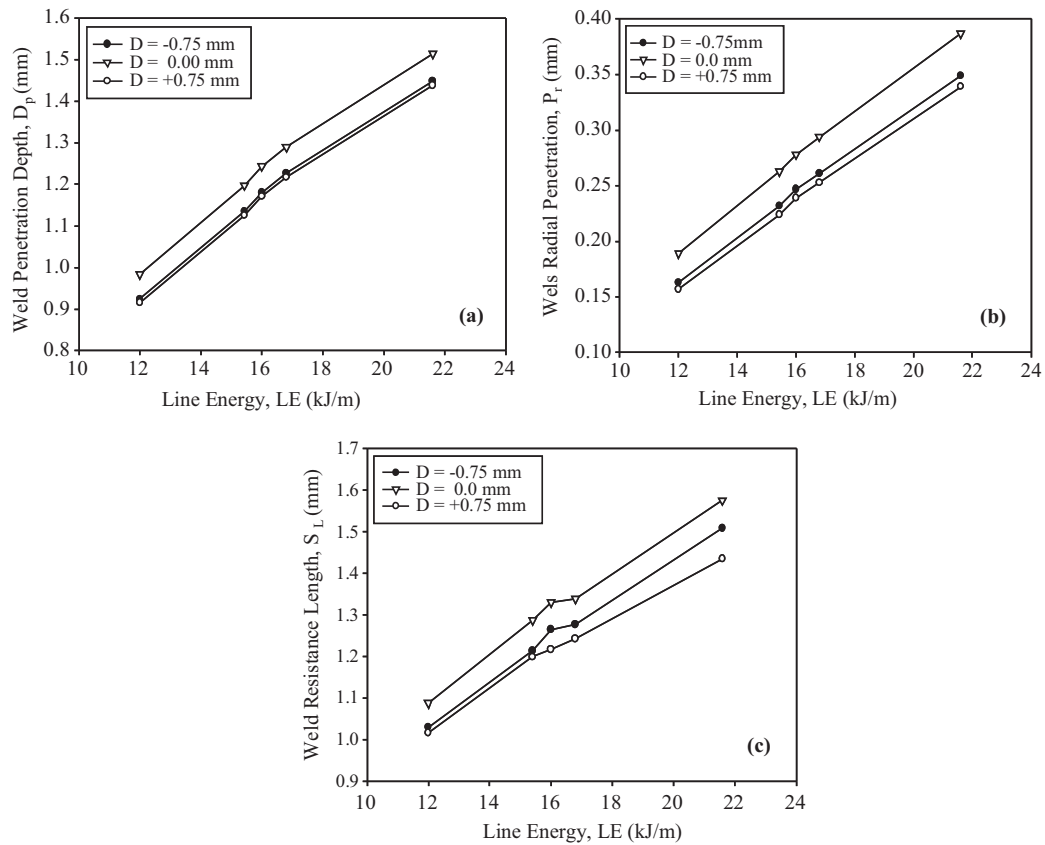 Weld Penetration Depth, D_p (mm)
1.6
1.5
1.4
1.3
1.2
1.1
1.0
0.9
0.8
D = -0.75 mm
D = 0.00 mm
D = +0.75 mm
(a)
10 12 14 16 18 20 22 24
Line Energy, LE (kJ/m)
Wels Radial Penetration, P_r (mm)
0.40
0.35
0.30
0.25
0.20
0.15
0.10
D = -0.75mm
D = 0.0 mm
D = +0.75 mm
(b)
10 12 14 16 18 20 22 24
Line Energy, LE (kJ/m)
Weld Resistance Length, S_L (mm)
1.7
1.6
1.5
1.4
1.3
1.2
1.1
1.0
0.9
D = -0.75 mm
D = 0.0 mm
D = +0.75 mm
(c)
10 12 14 16 18 20 22 24
Line Energy, LE (kJ/m)